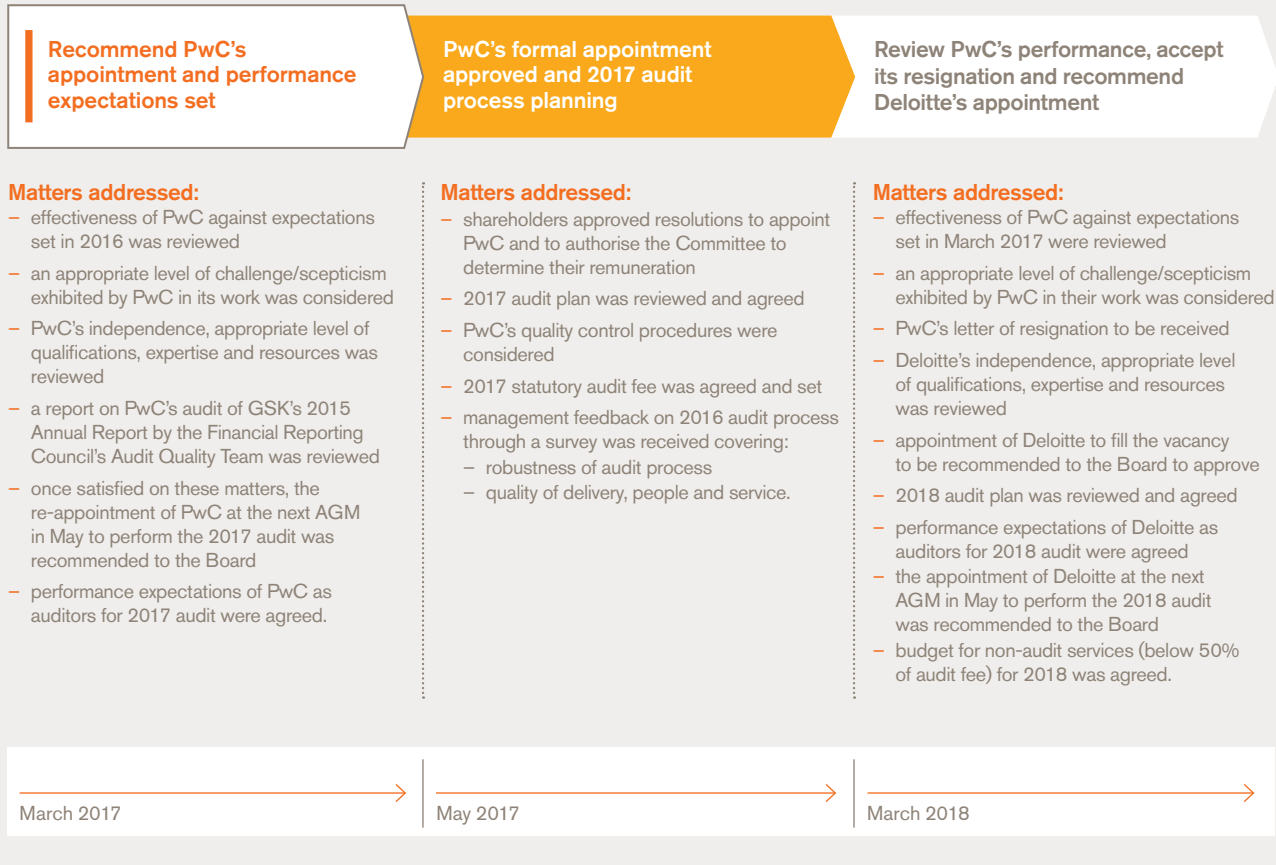 Recommend PwC's
appointment and performance
expectations set
PwC's formal appointment
approved and 2017 audit
process planning
Review PwC's performance, accept
its resignation and recommend
Deloitte's appointment
Matters addressed:
– effectiveness of PwC against expectations
set in 2016 was reviewed
– an appropriate level of challenge/scepticism
exhibited by PwC in its work was considered
– PwC's independence, appropriate level of
qualifications, expertise and resources was
reviewed
– a report on PwC's audit of GSK's 2015
Annual Report by the Financial Reporting
Council's Audit Quality Team was reviewed
– once satisfied on these matters, the
re-appointment of PwC at the next AGM
in May to perform the 2017 audit was
recommended to the Board
– performance expectations of PwC as
auditors for 2017 audit were agreed.
Matters addressed:
– shareholders approved resolutions to appoint
PwC and to authorise the Committee to
determine their remuneration
– 2017 audit plan was reviewed and agreed
– PwC's quality control procedures were
considered
– 2017 statutory audit fee was agreed and set
– management feedback on 2016 audit process
through a survey was received covering:
– robustness of audit process
– quality of delivery, people and service.
Matters addressed:
– effectiveness of PwC against expectations
set in March 2017 were reviewed
– an appropriate level of challenge/scepticism
exhibited by PwC in their work was considered
– PwC's letter of resignation to be received
– Deloitte's independence, appropriate level
of qualifications, expertise and resources
was reviewed
– appointment of Deloitte to fill the vacancy
to be recommended to the Board to approve
– 2018 audit plan was reviewed and agreed
– performance expectations of Deloitte as
auditors for 2018 audit were agreed
– the appointment of Deloitte at the next
AGM in May to perform the 2018 audit
was recommended to the Board
– budget for non-audit services (below 50%
of audit fee) for 2018 was agreed.
March 2017
May 2017
March 2018